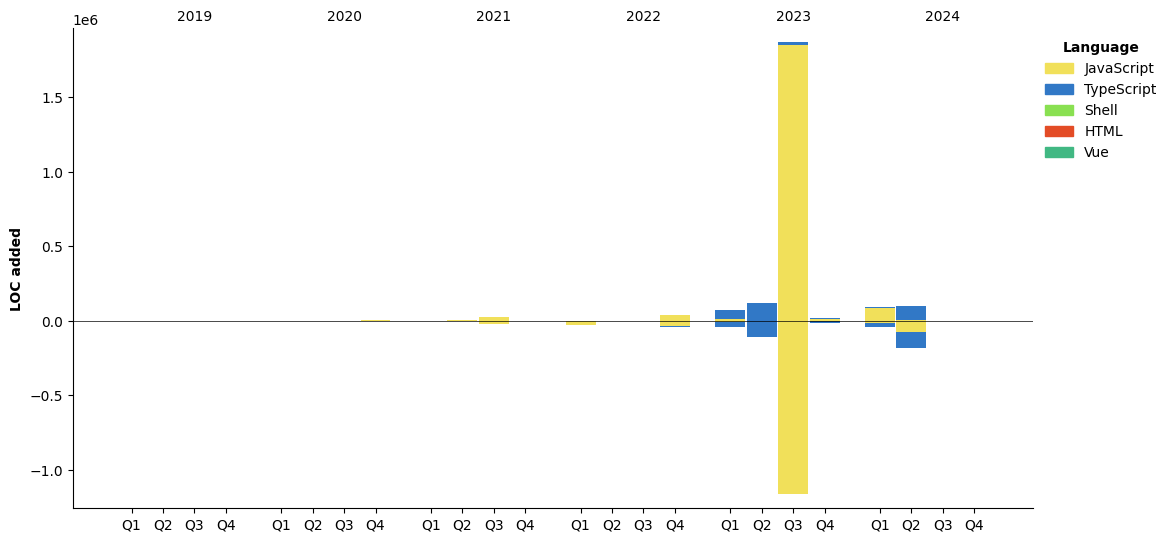 1e6
2019 2020 2021 2022 2023 2024
Language
JavaScript
TypeScript
Shell
HTML
Vue
LOC added
1.5
1.0
0.5
0.0
−0.5
−1.0
Q1 Q2 Q3 Q4 Q1 Q2 Q3 Q4 Q1 Q2 Q3 Q4 Q1 Q2 Q3 Q4 Q1 Q2 Q3 Q4 Q1 Q2 Q3 Q4